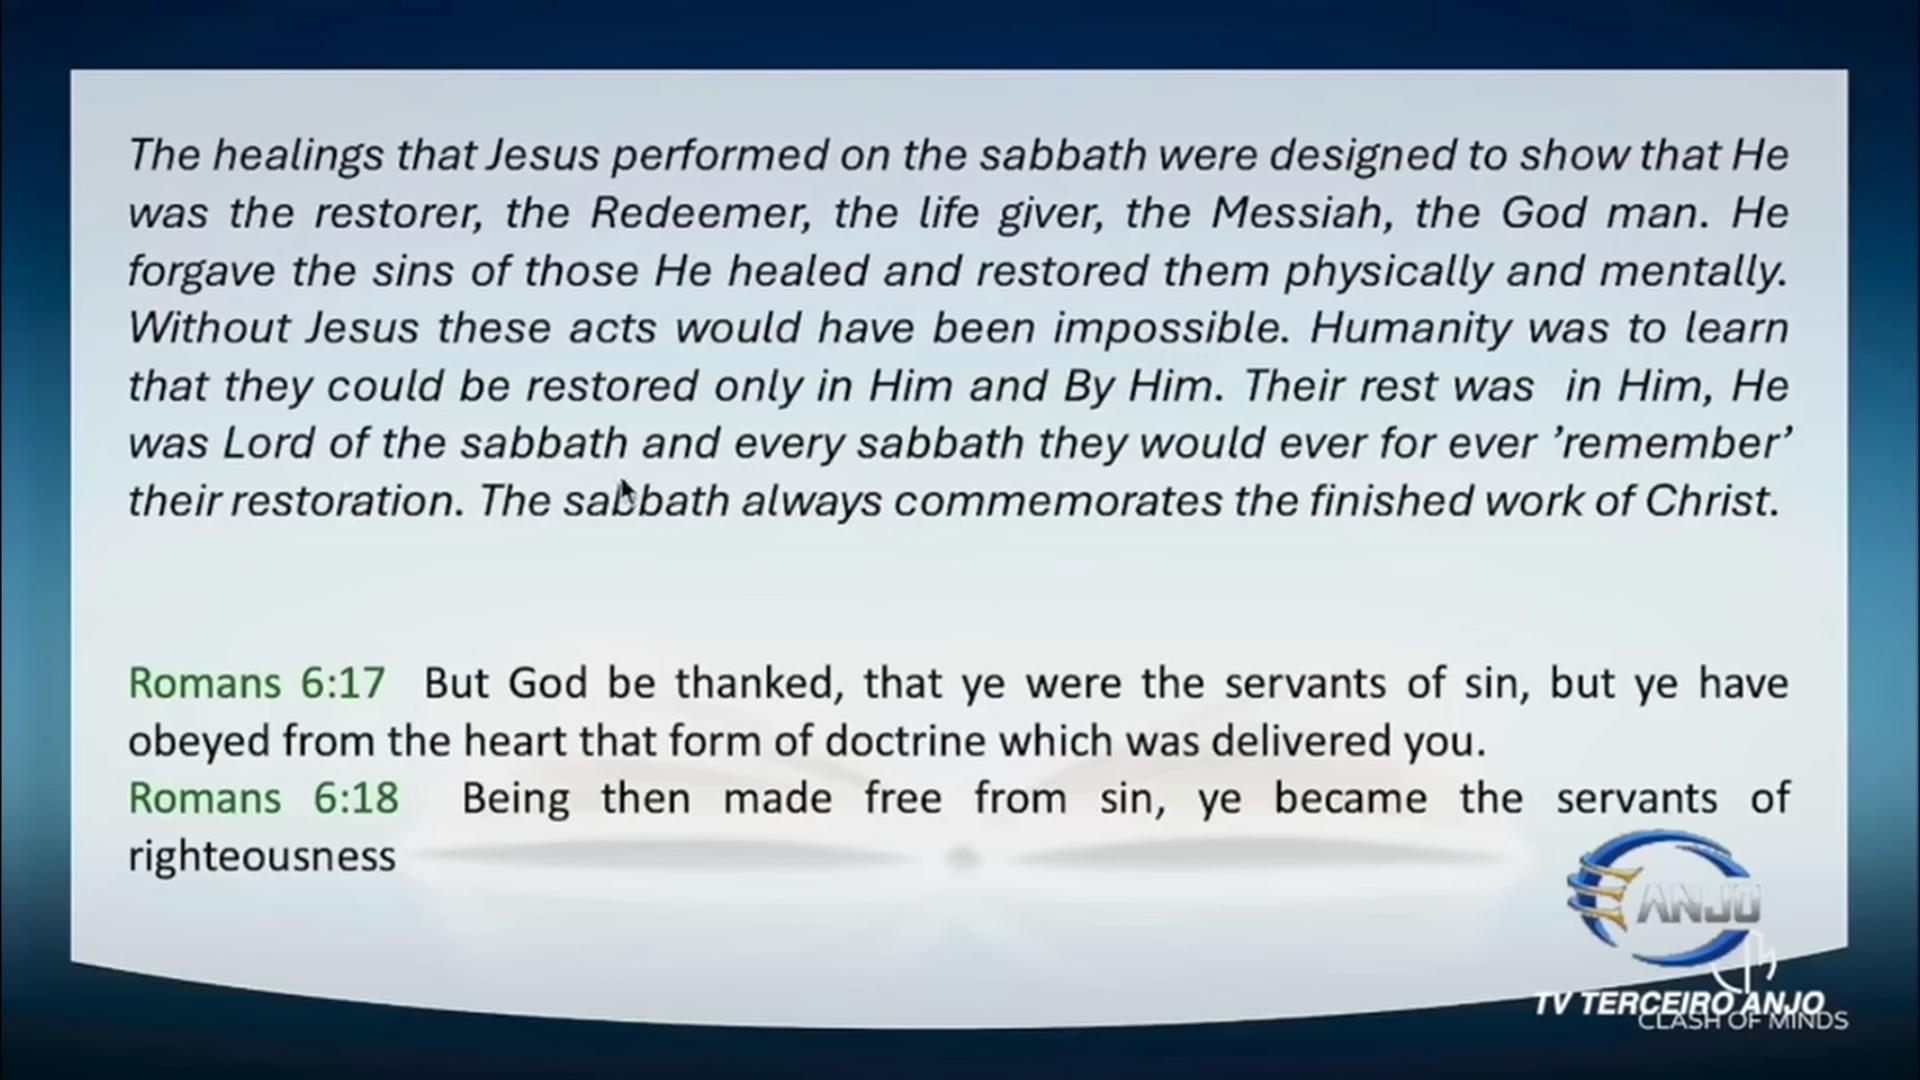 The healings that Jesus performed on the sabbath were designed to show that He
was the restorer, the Redeemer, the life giver, the Messiah, the God man. He
forgave the sins of those He healed and restored them physically and mentally.
Without Jesus these acts would have been impossible. Humanity was to learn
that they could be restored only in Him and By Him. Their rest was in Him, He
was Lord of the sabbath and every sabbath they would ever for ever ’remember’
their restoration. The sabbath always commemorates the finished work of Christ.
Romans 6:17 But God be thanked, that ye were the servants of sin, but ye have
obeyed from the heart that form of doctrine which was delivered you.
Romans 6:18 Being then made free from sin, ye became the servants of
righteousness
ANJO
TV TERCEIRO ANJO
CLASH OF MINDS